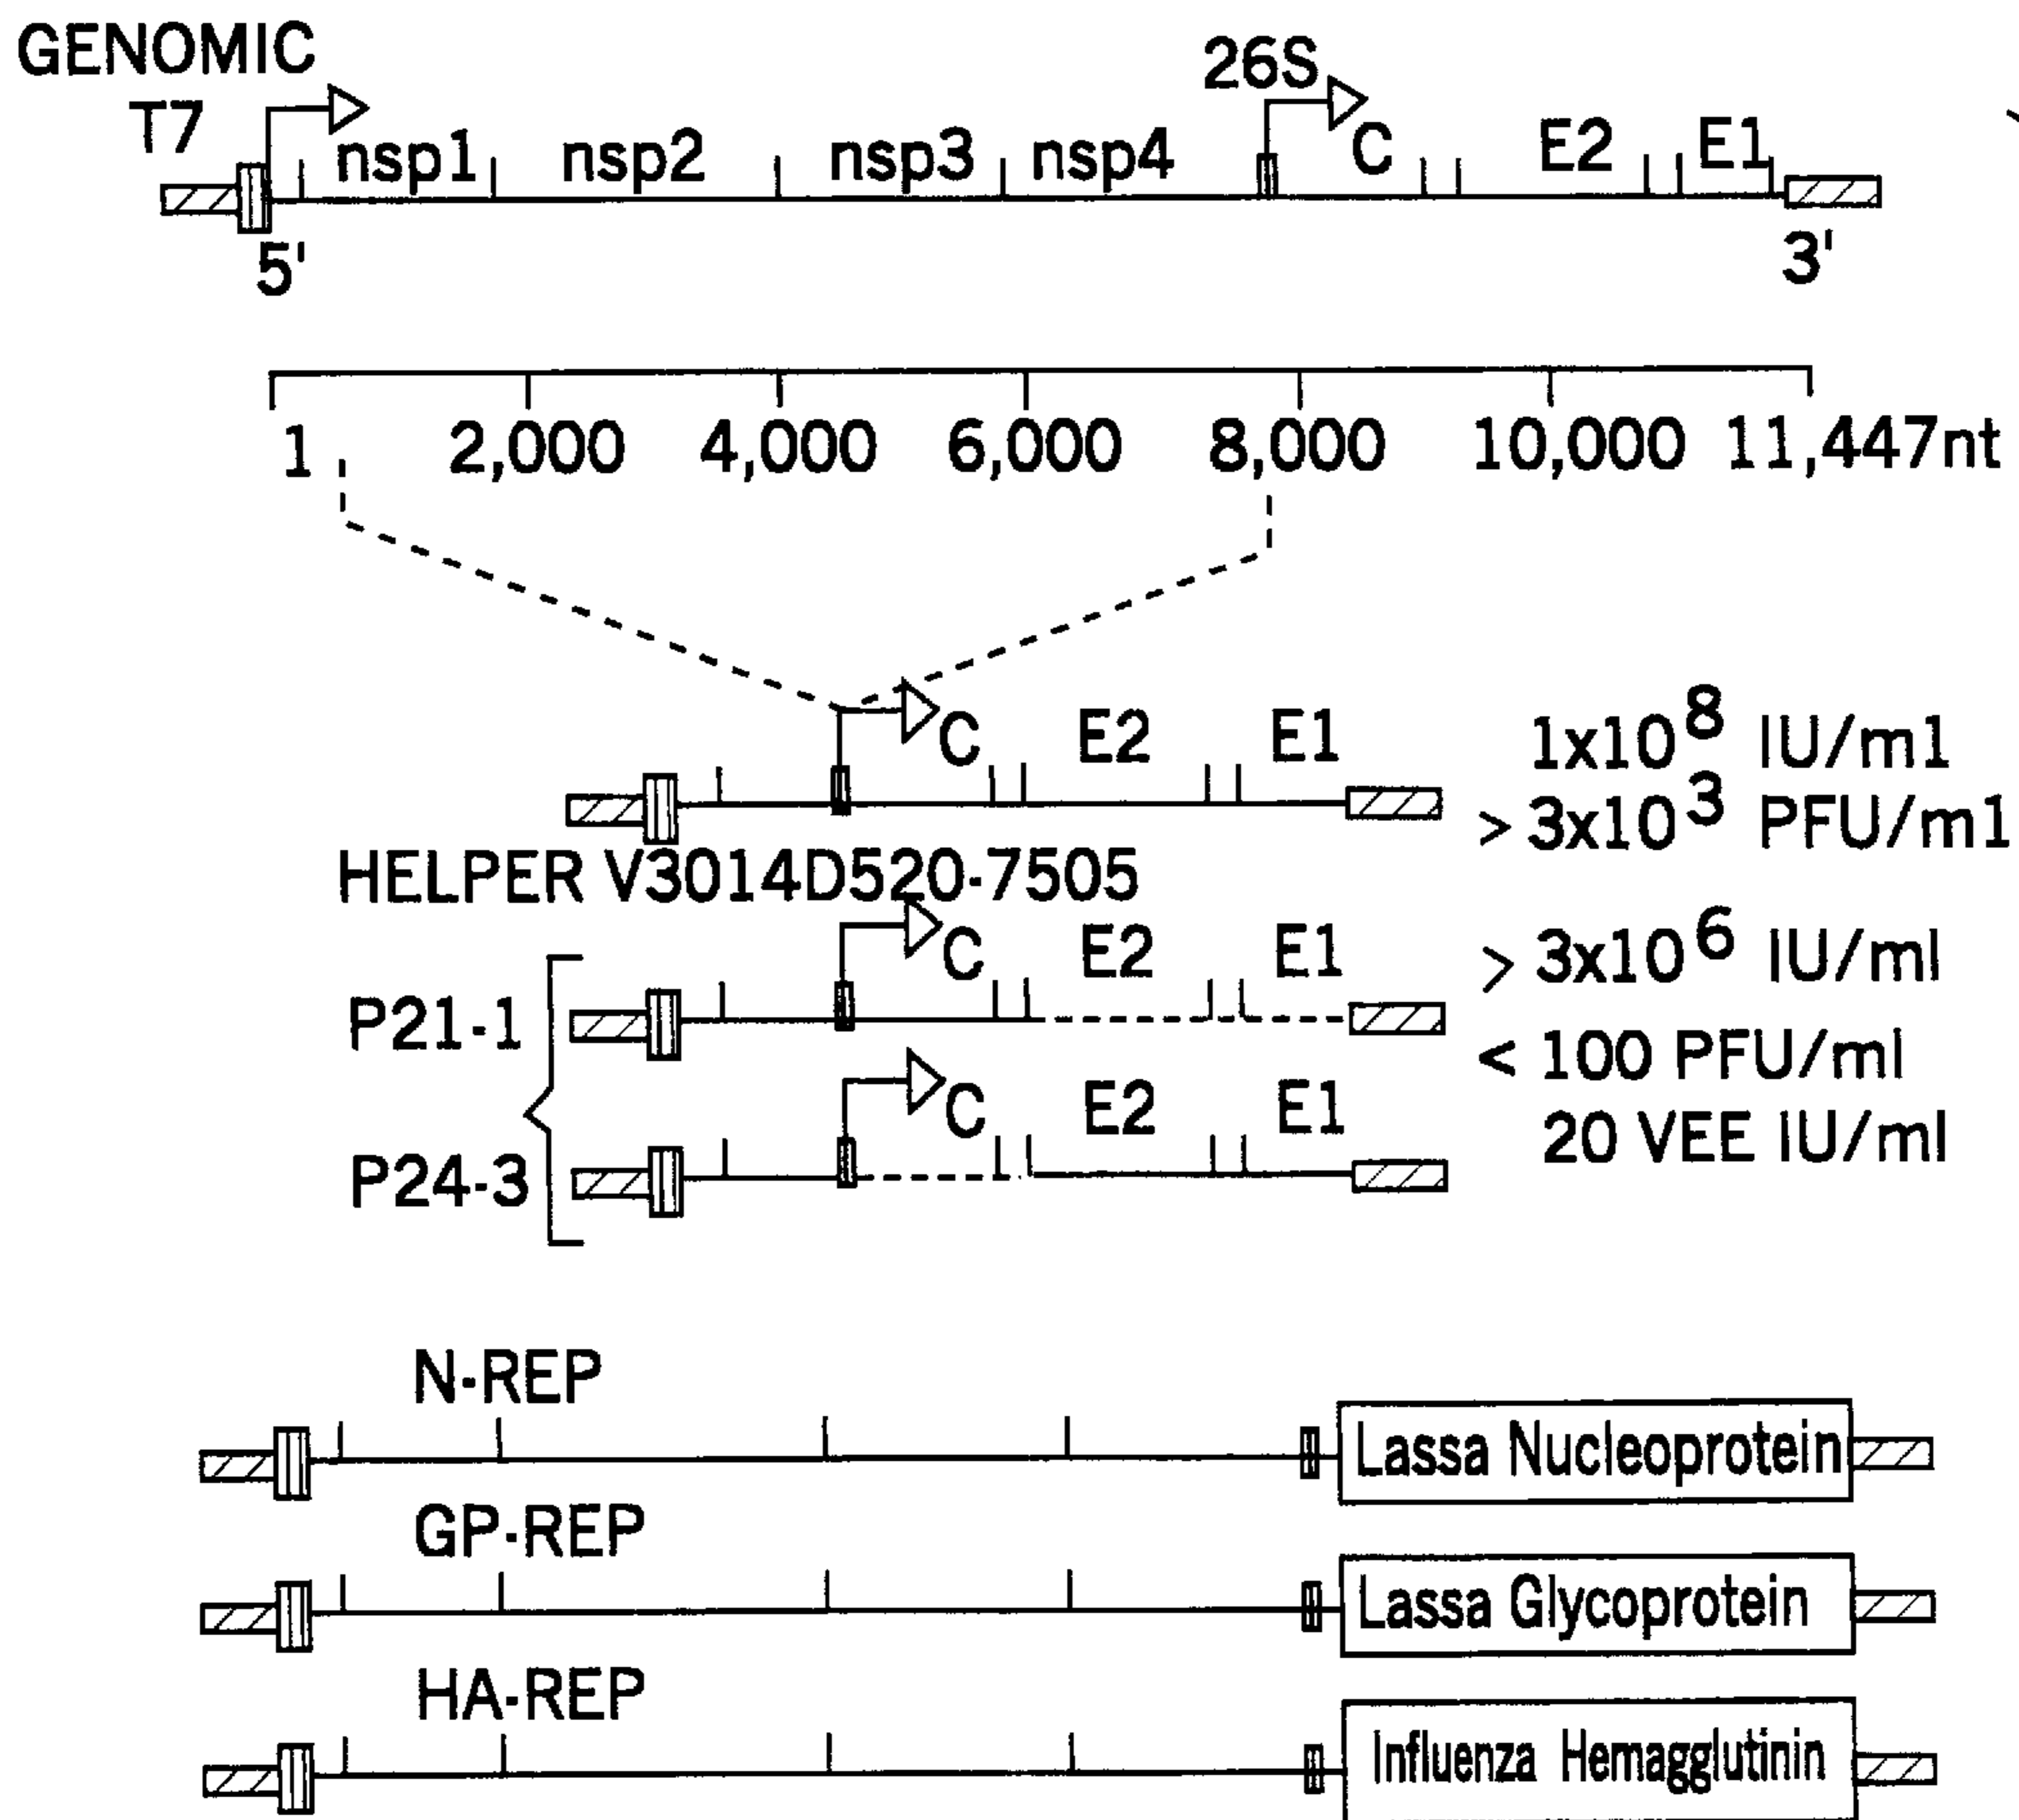 GENOMIC
T7
26S
nsp1 nsp2 nsp3 nsp4 C E2 E1
5' 3'
1 2,000 4,000 6,000 8,000 10,000 11,447nt
C E2 E1
1x10^8 IU/m1
> 3x10^3 PFU/m1
HELPER V3014D520-7505
P21-1 C E2 E1
> 3x10^6 IU/ml
< 100 PFU/ml
P24-3 C E2 E1
20 VEE IU/ml
N-REP
Lassa Nucleoprotein
GP-REP
Lassa Glycoprotein
HA-REP
Influenza Hemagglutinin